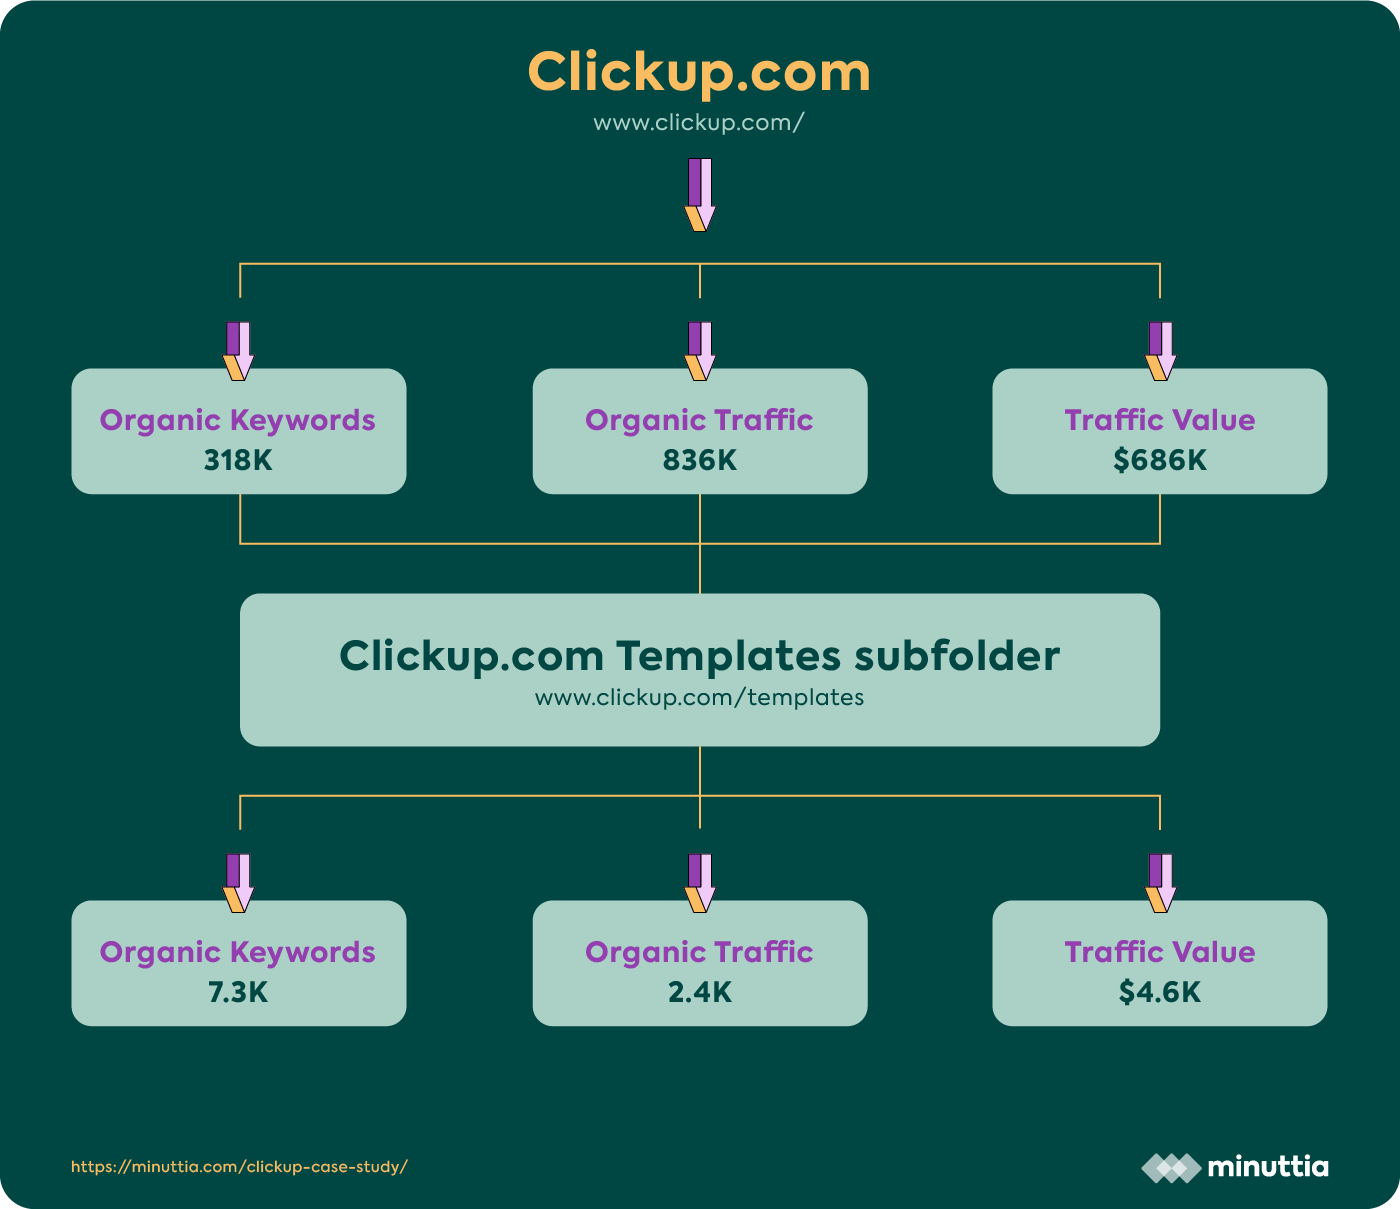 Clickup.com
www.clickup.com/
Organic Keywords
318K
Organic Traffic
836K
Traffic Value
$686K
Clickup.com Templates subfolder
www.clickup.com/templates
Organic Keywords
7.3K
Organic Traffic
2.4K
Traffic Value
$4.6K
https://minuttia.com/clickup-case-study/
minuttia